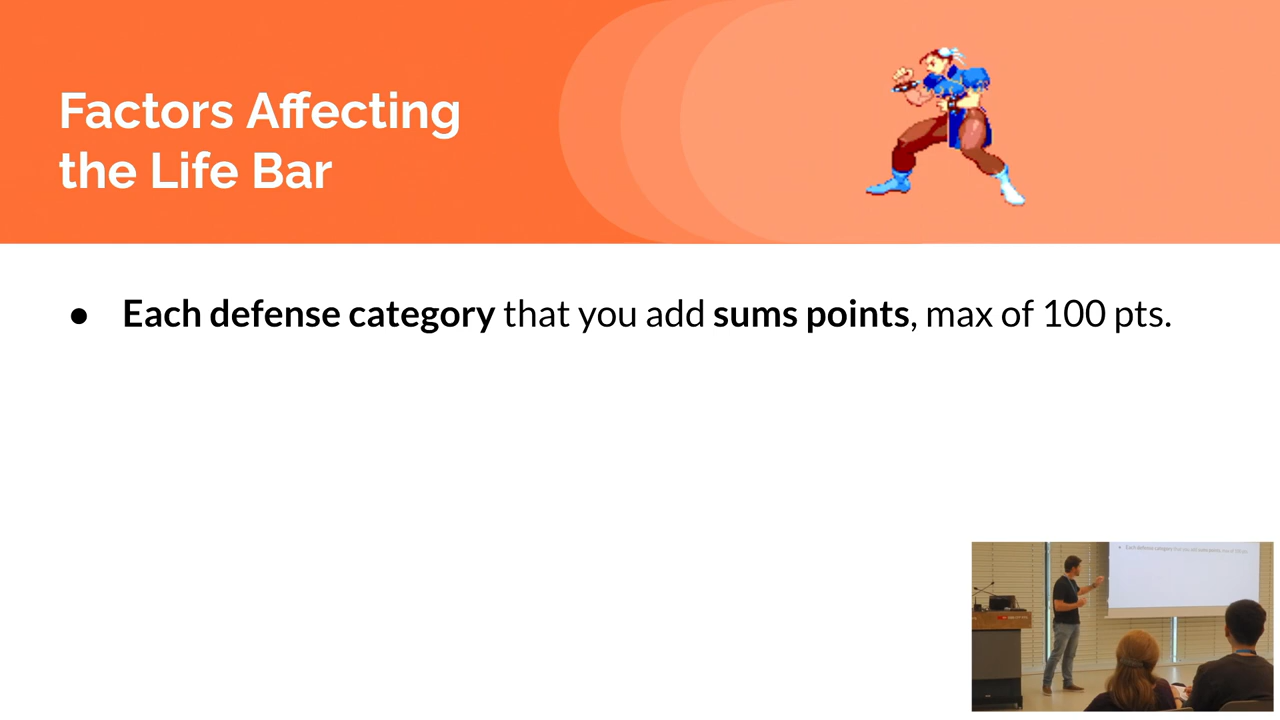 Factors Affecting
the Life Bar
● Each defense category that you add sums points, max of 100 pts.